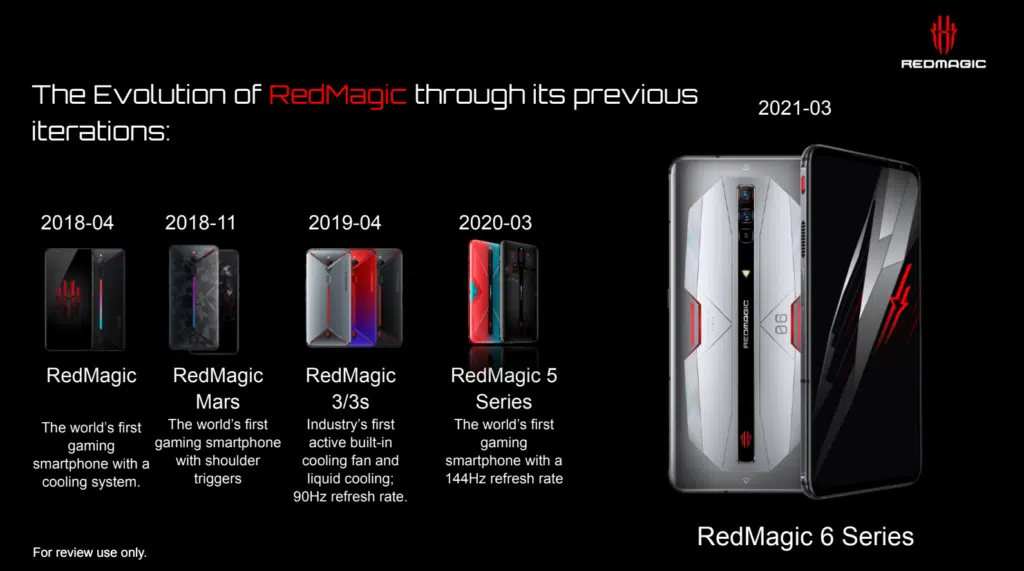 REDMAGIC
The Evolution of RedMagic through its previous
iterations:
2018-04
RedMagic
The world's first
gaming
smartphone with a
cooling system.
2018-11
RedMagic
Mars
The world's first
gaming smartphone
with shoulder
triggers
2019-04
RedMagic
3/3s
Industry's first
active built-in
cooling fan and
liquid cooling;
90Hz refresh rate.
2020-03
RedMagic 5
Series
The world's first
gaming
smartphone with a
144Hz refresh rate
2021-03
REDMAGIC
06
RedMagic 6 Series
For review use only.